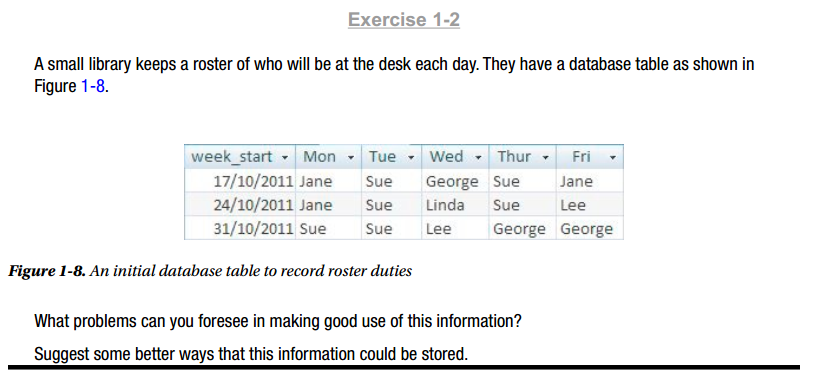 Exercise 1-2
A small library keeps a roster of who will be at the desk each day. They have a database table as shown in
Figure 1-8.
week_start Mon Tue Wed Thur Fri
17/10/2011 Jane Sue George Sue Jane
24/10/2011 Jane Sue Linda Sue Lee
31/10/2011 Sue Sue Lee George George
Figure 1-8. An initial database table to record roster duties
What problems can you foresee in making good use of this information?
Suggest some better ways that this information could be stored.